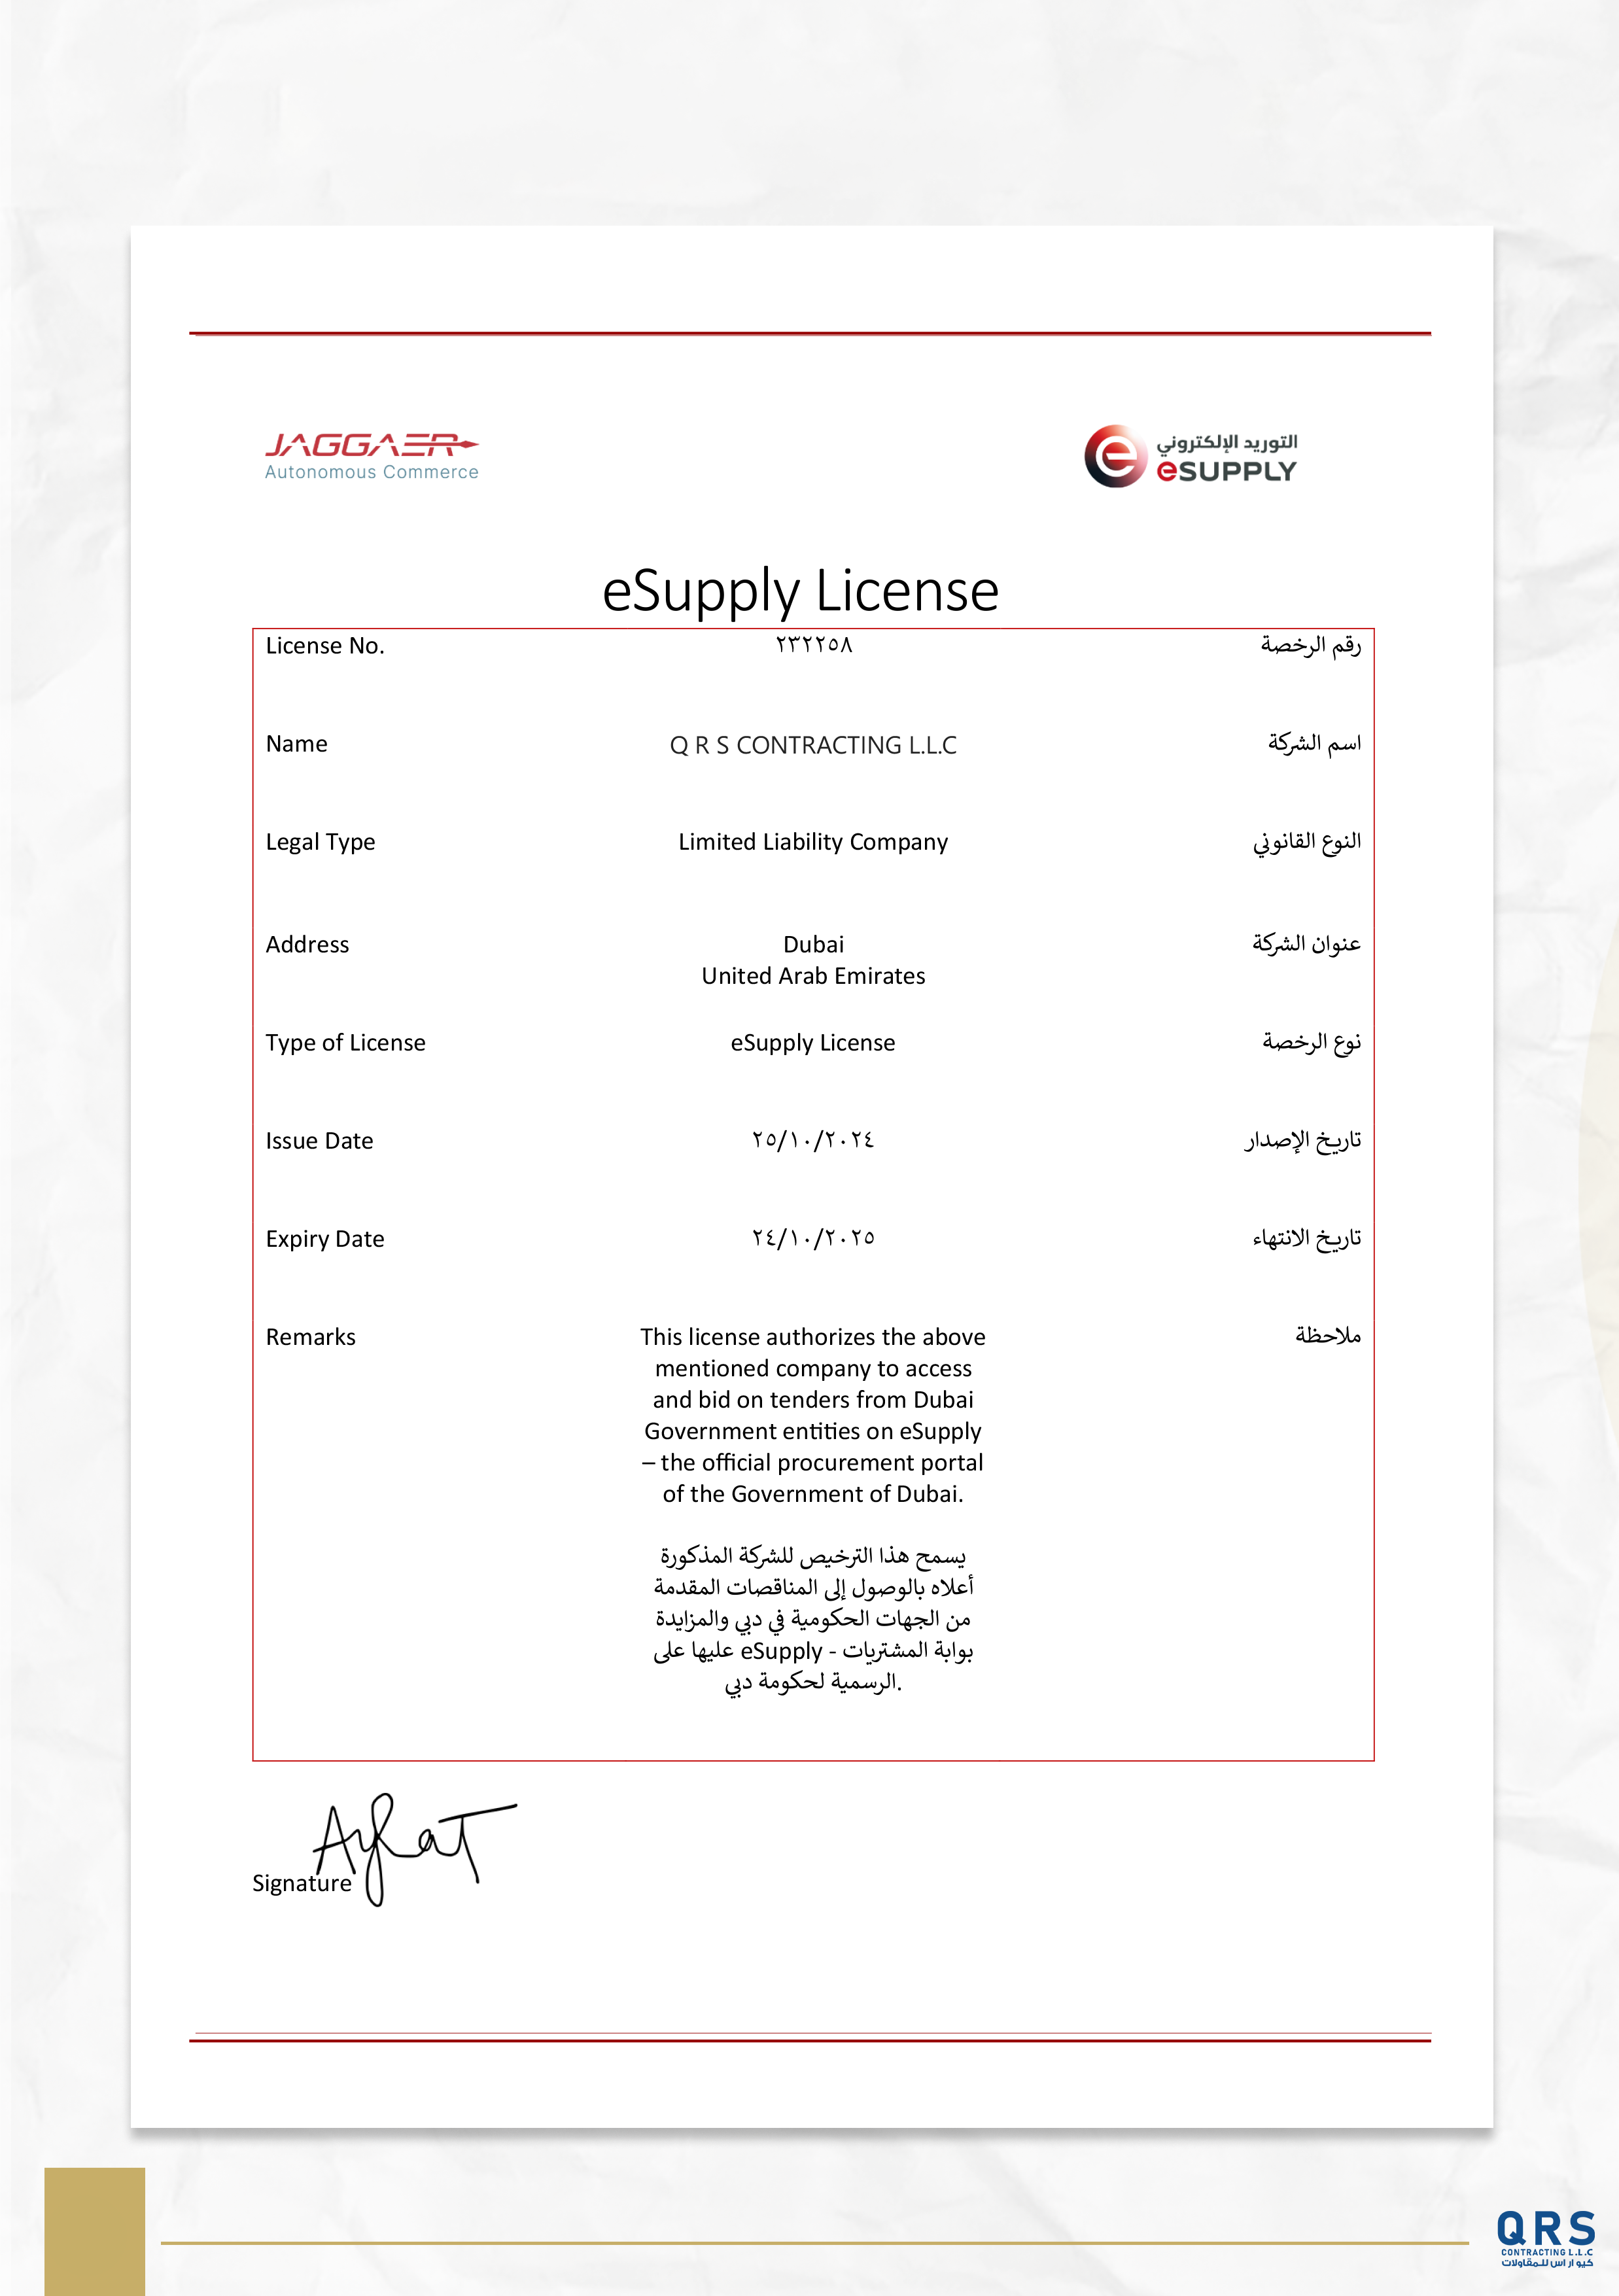 JAGGAER
Autonomous Commerce
التوريد الإلكتروني
eSUPPLY
eSupply License
License No. ٢٣٢٢٥٨ رقم الرخصة
Name Q R S CONTRACTING L.L.C اسم الشركة
Legal Type Limited Liability Company النوع القانوني
Address Dubai عنوان الشركة
United Arab Emirates
Type of License eSupply License نوع الرخصة
Issue Date ٢٥/١٠/٢٠٢٤ تاريخ الإصدار
Expiry Date ٢٤/١٠/٢٠٢٥ تاريخ الانتهاء
Remarks This license authorizes the above ملاحظة
mentioned company to access
and bid on tenders from Dubai
Government entities on eSupply
– the official procurement portal
of the Government of Dubai.
يسمح هذا الترخيص للشركة المذكورة
أعلاه بالوصول إلى المناقصات المقدمة
من الجهات الحكومية في دبي والمزايدة
بوابة المشتريات - eSupply عليها على
الرسمية لحكومة دبي.
Signature
QRS
CONTRACTING L.L.C
كيو ار اس للمقاولات